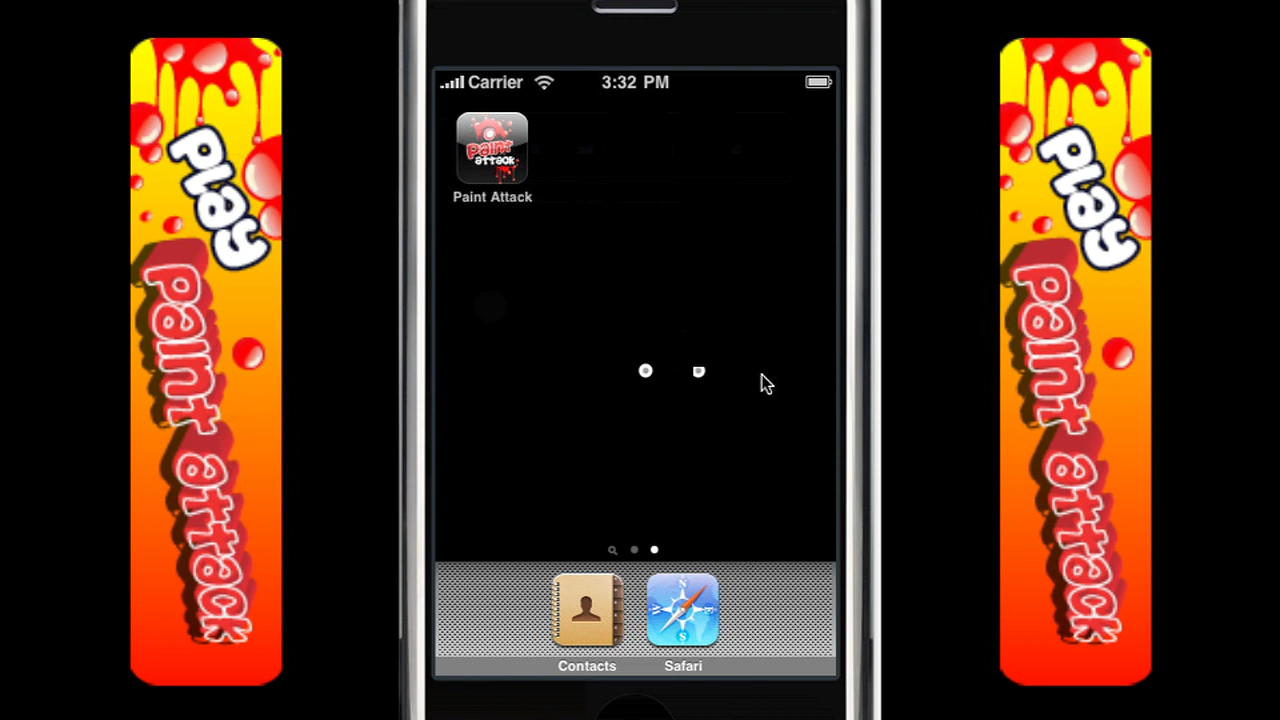 Play
paint attack
Carrier 3:32 PM
paint
attack
Paint Attack
N
S
Contacts
Safari
Play
paint attack